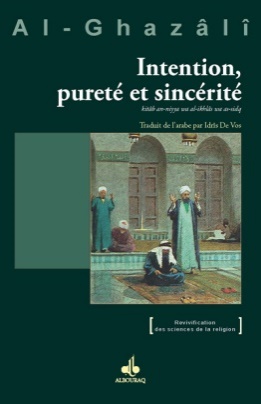 Al-Ghazâlî
Intention,
pureté et sincérité
kitâb an-niyya wa al-ikhlâs wa as-sidq
Traduit de l'arabe par Idrîs De Vos
Revivification
des sciences de la religion
ALBOURAQ